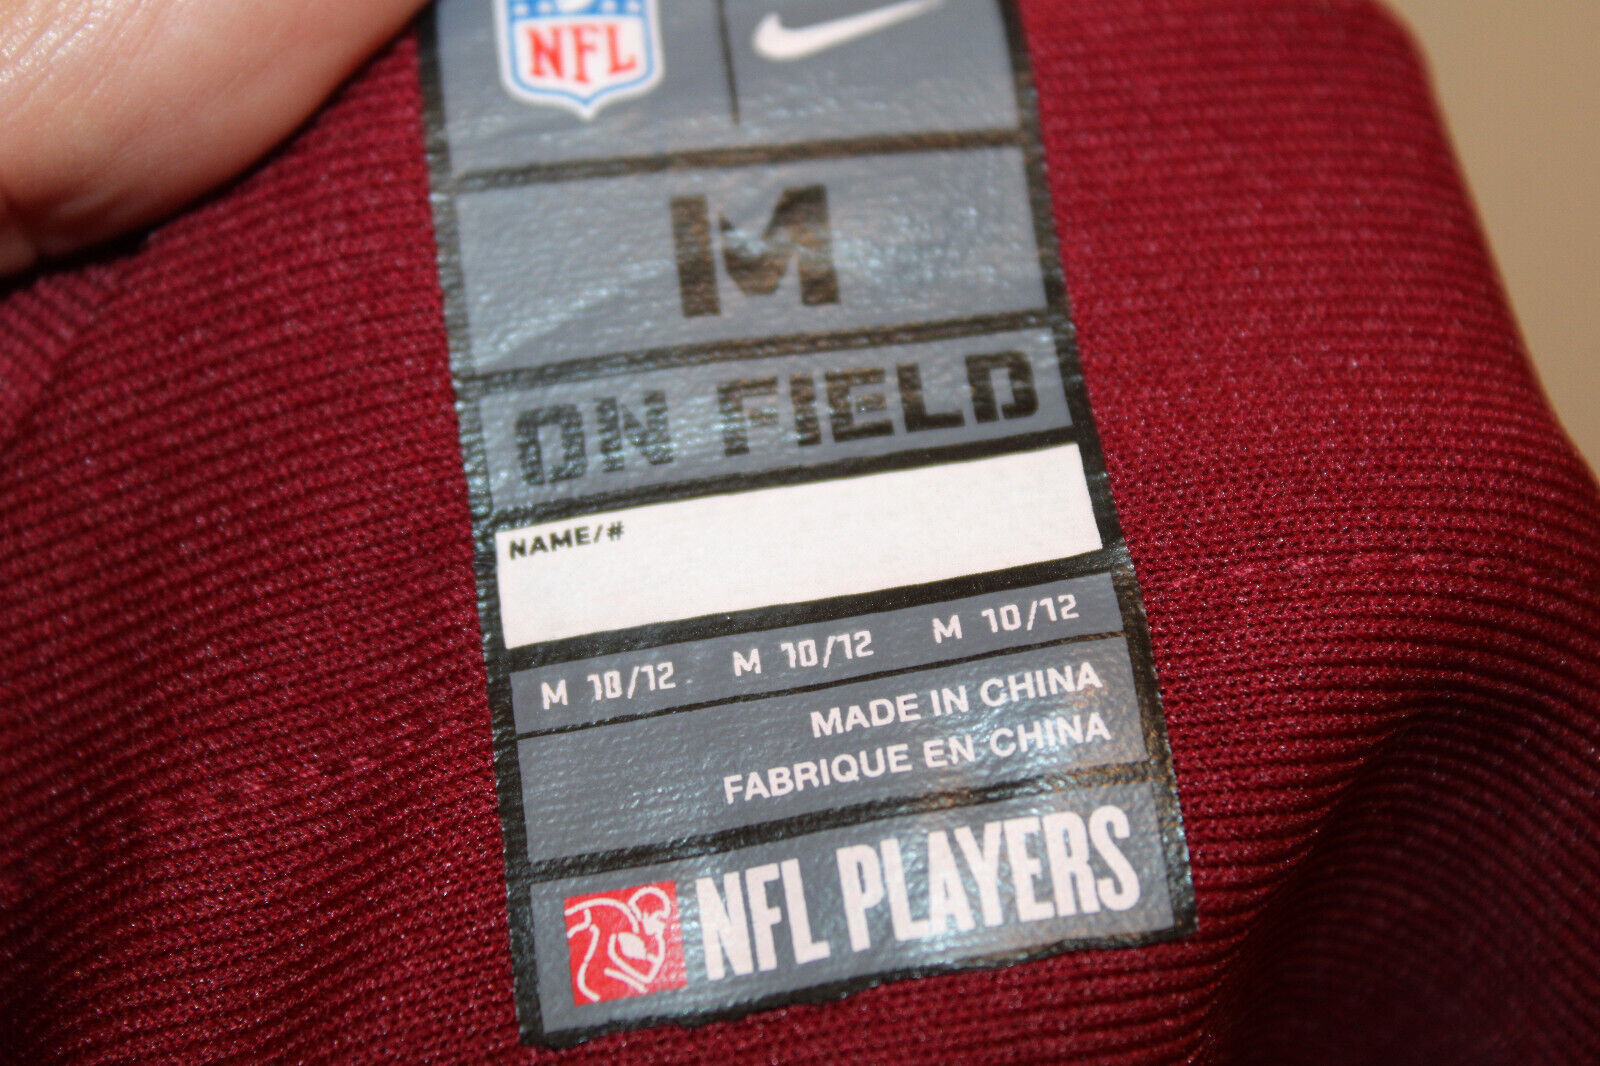 NFL
M
ON FIELD
NAME/#
M 10/12 M 10/12 M 10/12
MADE IN CHINA
FABRIQUE EN CHINA
NFL PLAYERS